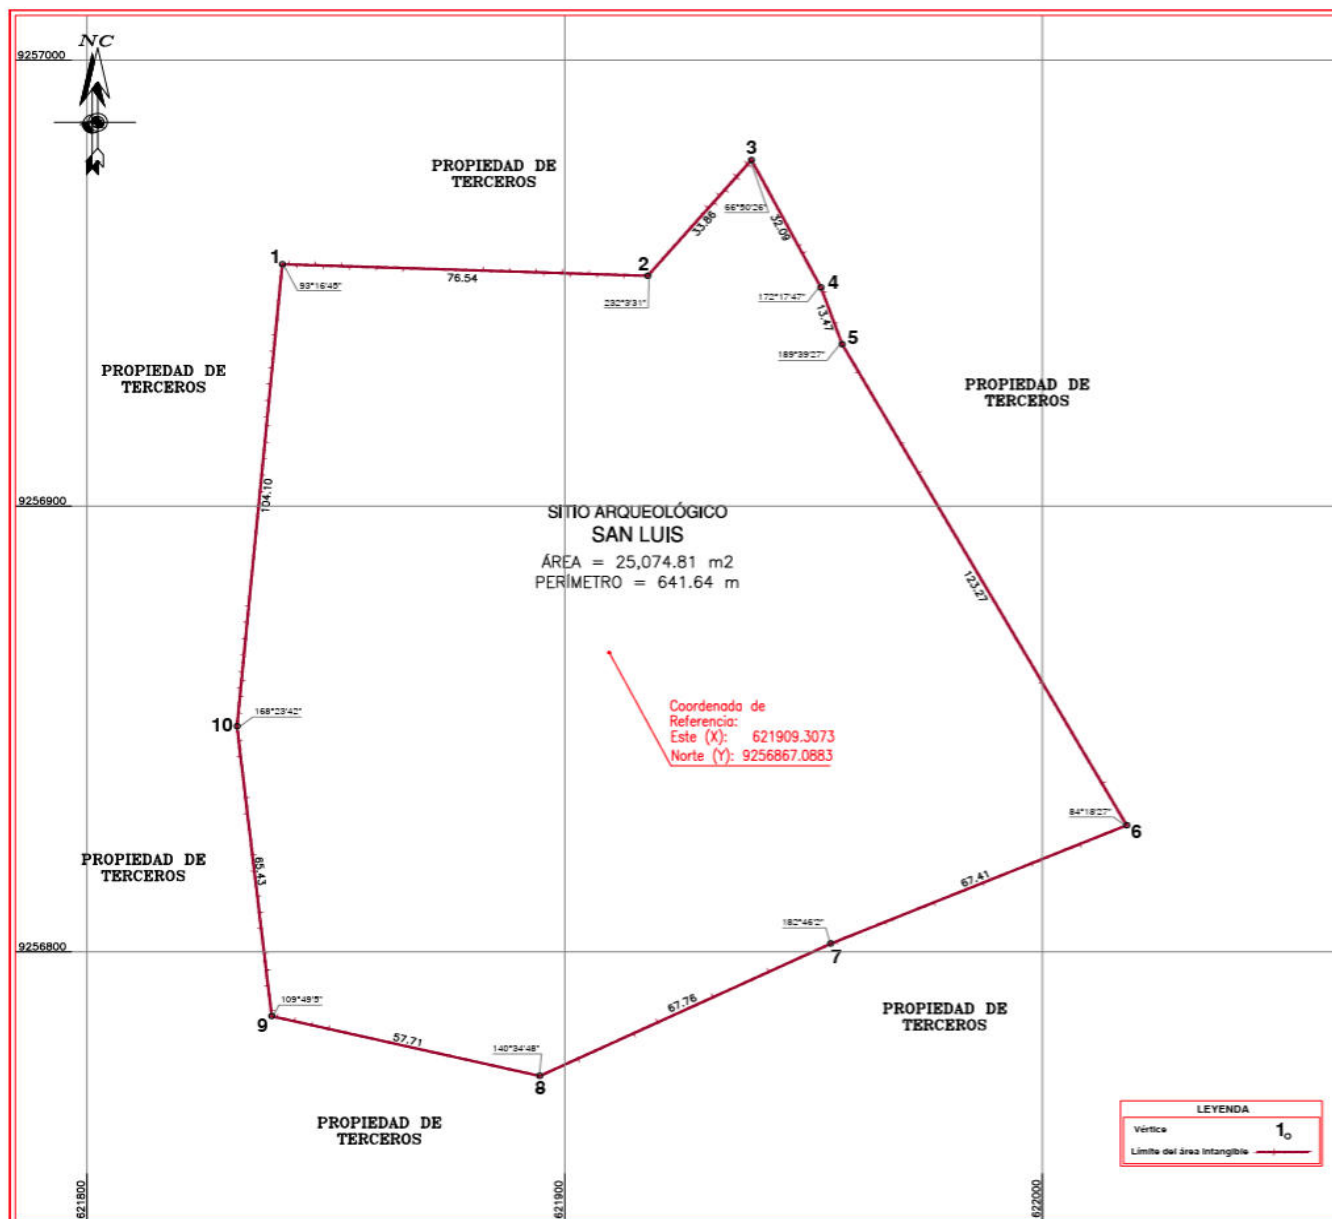 NC
9257000
3
PROPIEDAD DE
TERCEROS
66°50'26"
33.86
32.09
1
2
76.54
93°16'45"
232°3'31"
4
172°17'47"
13.47
5
189°39'27"
PROPIEDAD DE
TERCEROS
PROPIEDAD DE
TERCEROS
9256900
104.10
SITIO ARQUEOLÓGICO
SAN LUIS
ÁREA = 25,074.81 m2
PERÍMETRO = 641.64 m
123.27
Coordenada de
Referencia:
Este (X): 621909.3073
Norte (Y): 9256867.0883
10
168°23'42"
84°18'27"
6
PROPIEDAD DE
TERCEROS
65.43
67.41
182°46'2"
7
9256800
109°49'5"
9
67.76
57.71
140°34'48"
8
PROPIEDAD DE
TERCEROS
PROPIEDAD DE
TERCEROS
LEYENDA
Vértice 1
Límite del área intangible
621800
621900
622000